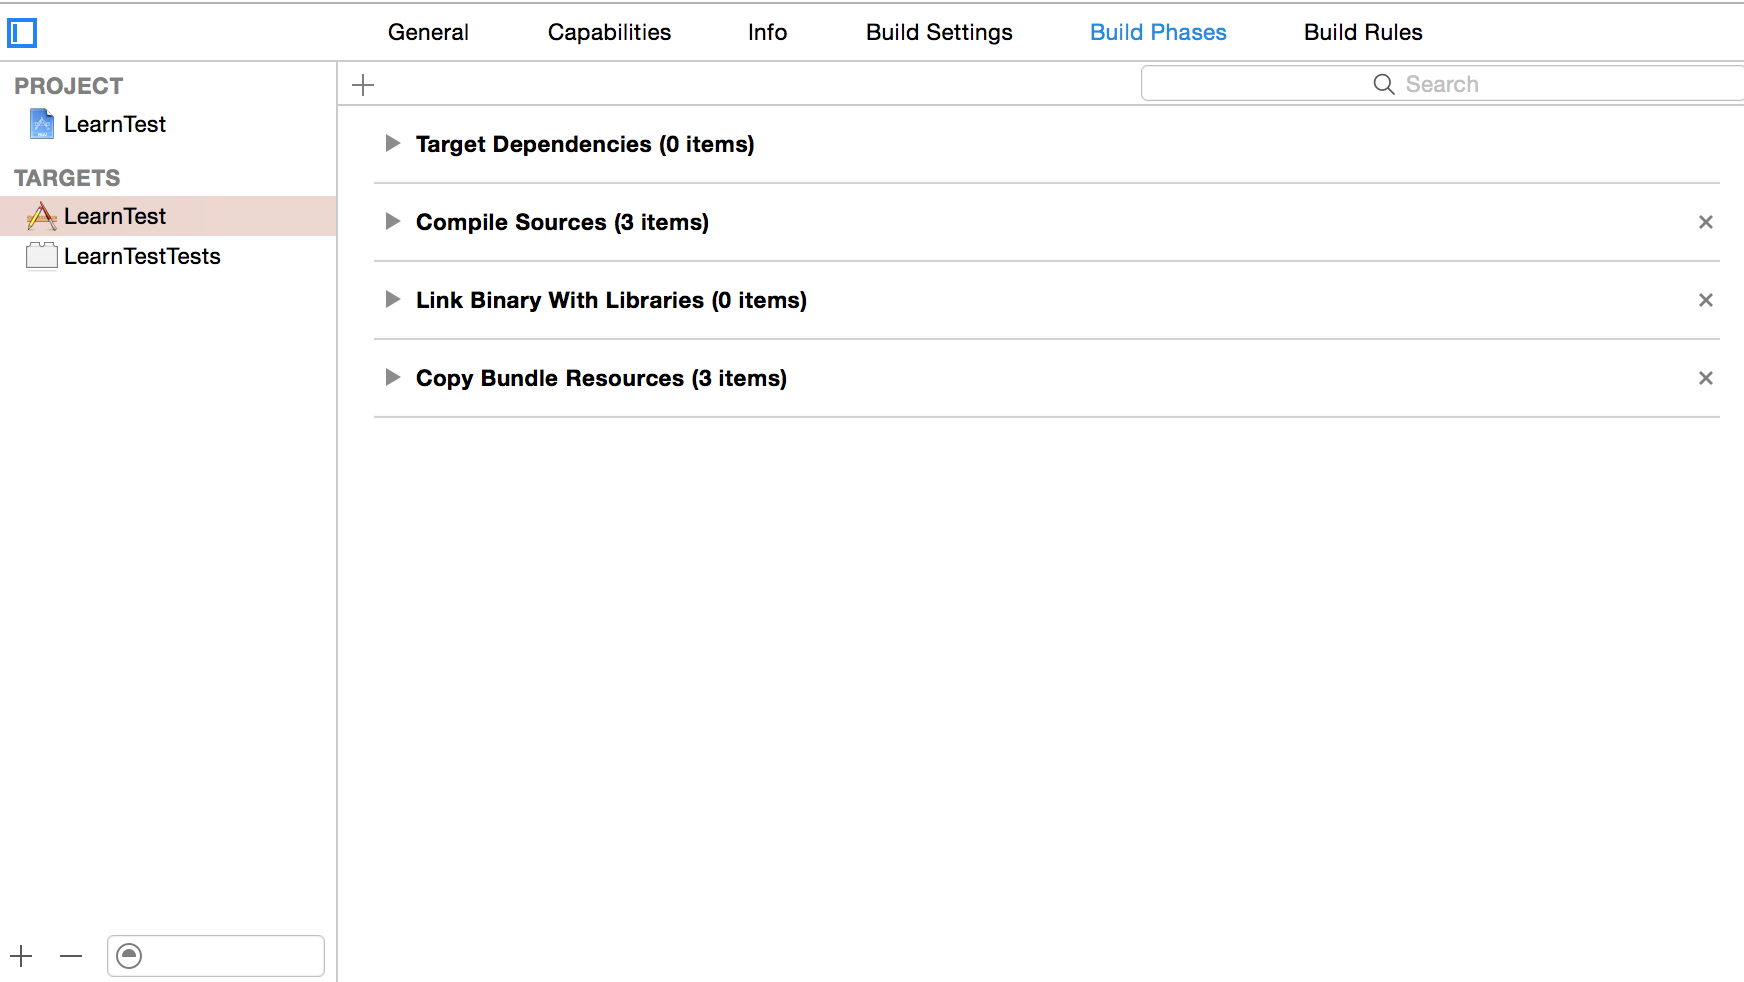 General Capabilities Info Build Settings Build Phases Build Rules
PROJECT
LearnTest
TARGETS
LearnTest
LearnTestTests
Search
Target Dependencies (0 items)
Compile Sources (3 items)
Link Binary With Libraries (0 items)
Copy Bundle Resources (3 items)